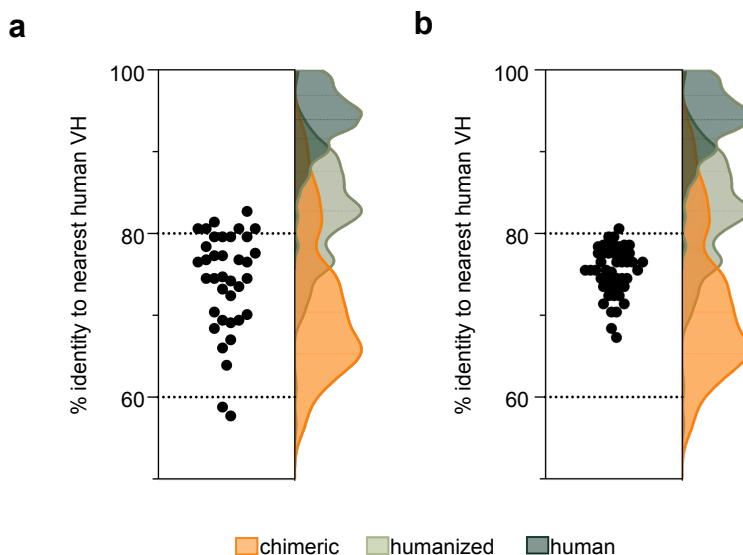 a
b
% identity to nearest human VH
100
80
60
% identity to nearest human VH
100
80
60
chimeric humanized human